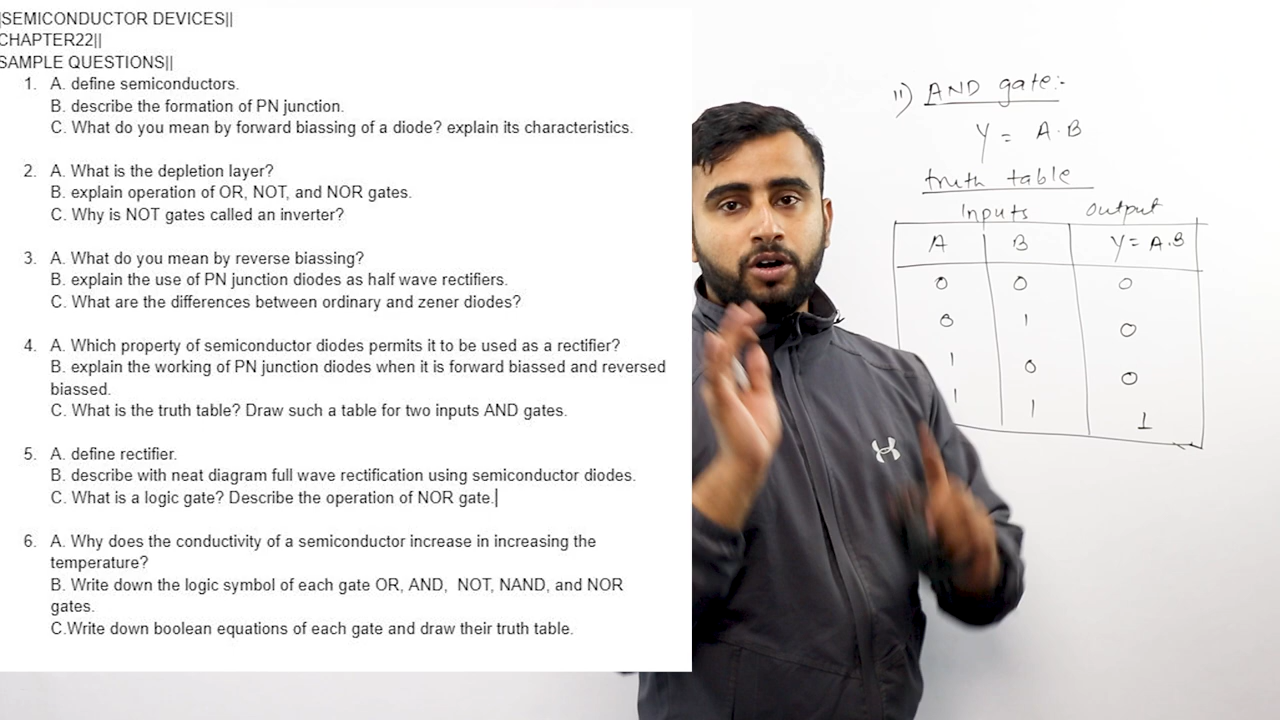 |SEMICONDUCTOR DEVICES||
CHAPTER22||
SAMPLE QUESTIONS||
1. A. define semiconductors.
B. describe the formation of PN junction.
C. What do you mean by forward biassing of a diode? explain its characteristics.
2. A. What is the depletion layer?
B. explain operation of OR, NOT, and NOR gates.
C. Why is NOT gates called an inverter?
3. A. What do you mean by reverse biassing?
B. explain the use of PN junction diodes as half wave rectifiers.
C. What are the differences between ordinary and zener diodes?
4. A. Which property of semiconductor diodes permits it to be used as a rectifier?
B. explain the working of PN junction diodes when it is forward biassed and reversed
biassed.
C. What is the truth table? Draw such a table for two inputs AND gates.
5. A. define rectifier.
B. describe with neat diagram full wave rectification using semiconductor diodes.
C. What is a logic gate? Describe the operation of NOR gate.
6. A. Why does the conductivity of a semiconductor increase in increasing the
temperature?
B. Write down the logic symbol of each gate OR, AND, NOT, NAND, and NOR
gates.
C.Write down boolean equations of each gate and draw their truth table.
ii) AND gate:-
Y = A.B
truth table
Inputs Output
A B Y = A.B
0 0 0
0 1 0
1 0 0
1 1 1